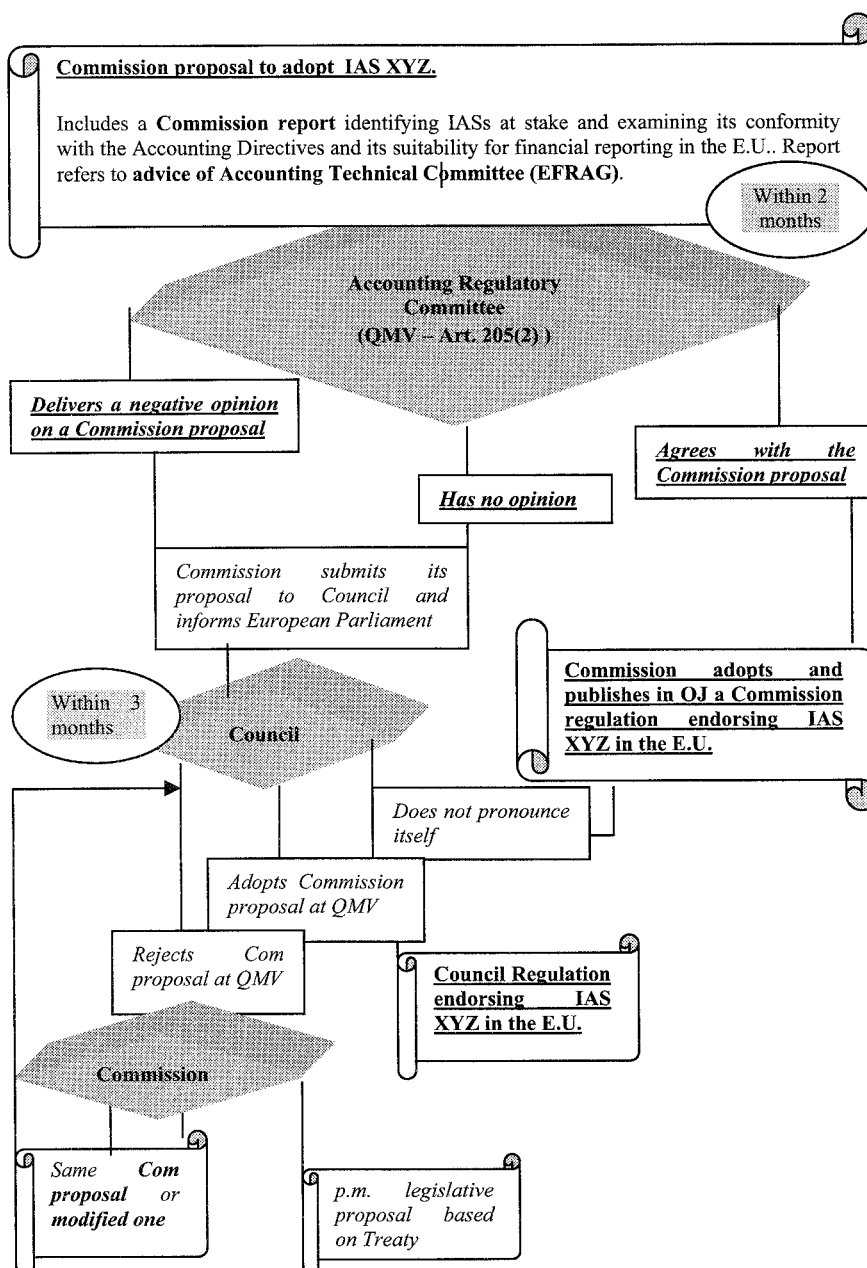 Commission proposal to adopt IAS XYZ.
Includes a Commission report identifying IASs at stake and examining its conformity
with the Accounting Directives and its suitability for financial reporting in the E.U.. Report
refers to advice of Accounting Technical Committee (EFRAG).
Within 2
months
Accounting Regulatory
Committee
(QMV – Art. 205(2) )
Delivers a negative opinion
on a Commission proposal
Agrees with the
Commission proposal
Has no opinion
Commission submits its
proposal to Council and
informs European Parliament
Within 3
months
Council
Commission adopts and
publishes in OJ a Commission
regulation endorsing IAS
XYZ in the E.U.
Does not pronounce
itself
Adopts Commission
proposal at QMV
Rejects Com
proposal at QMV
Council Regulation
endorsing IAS
XYZ in the E.U.
Commission
Same Com
proposal or
modified one
p.m. legislative
proposal based
on Treaty